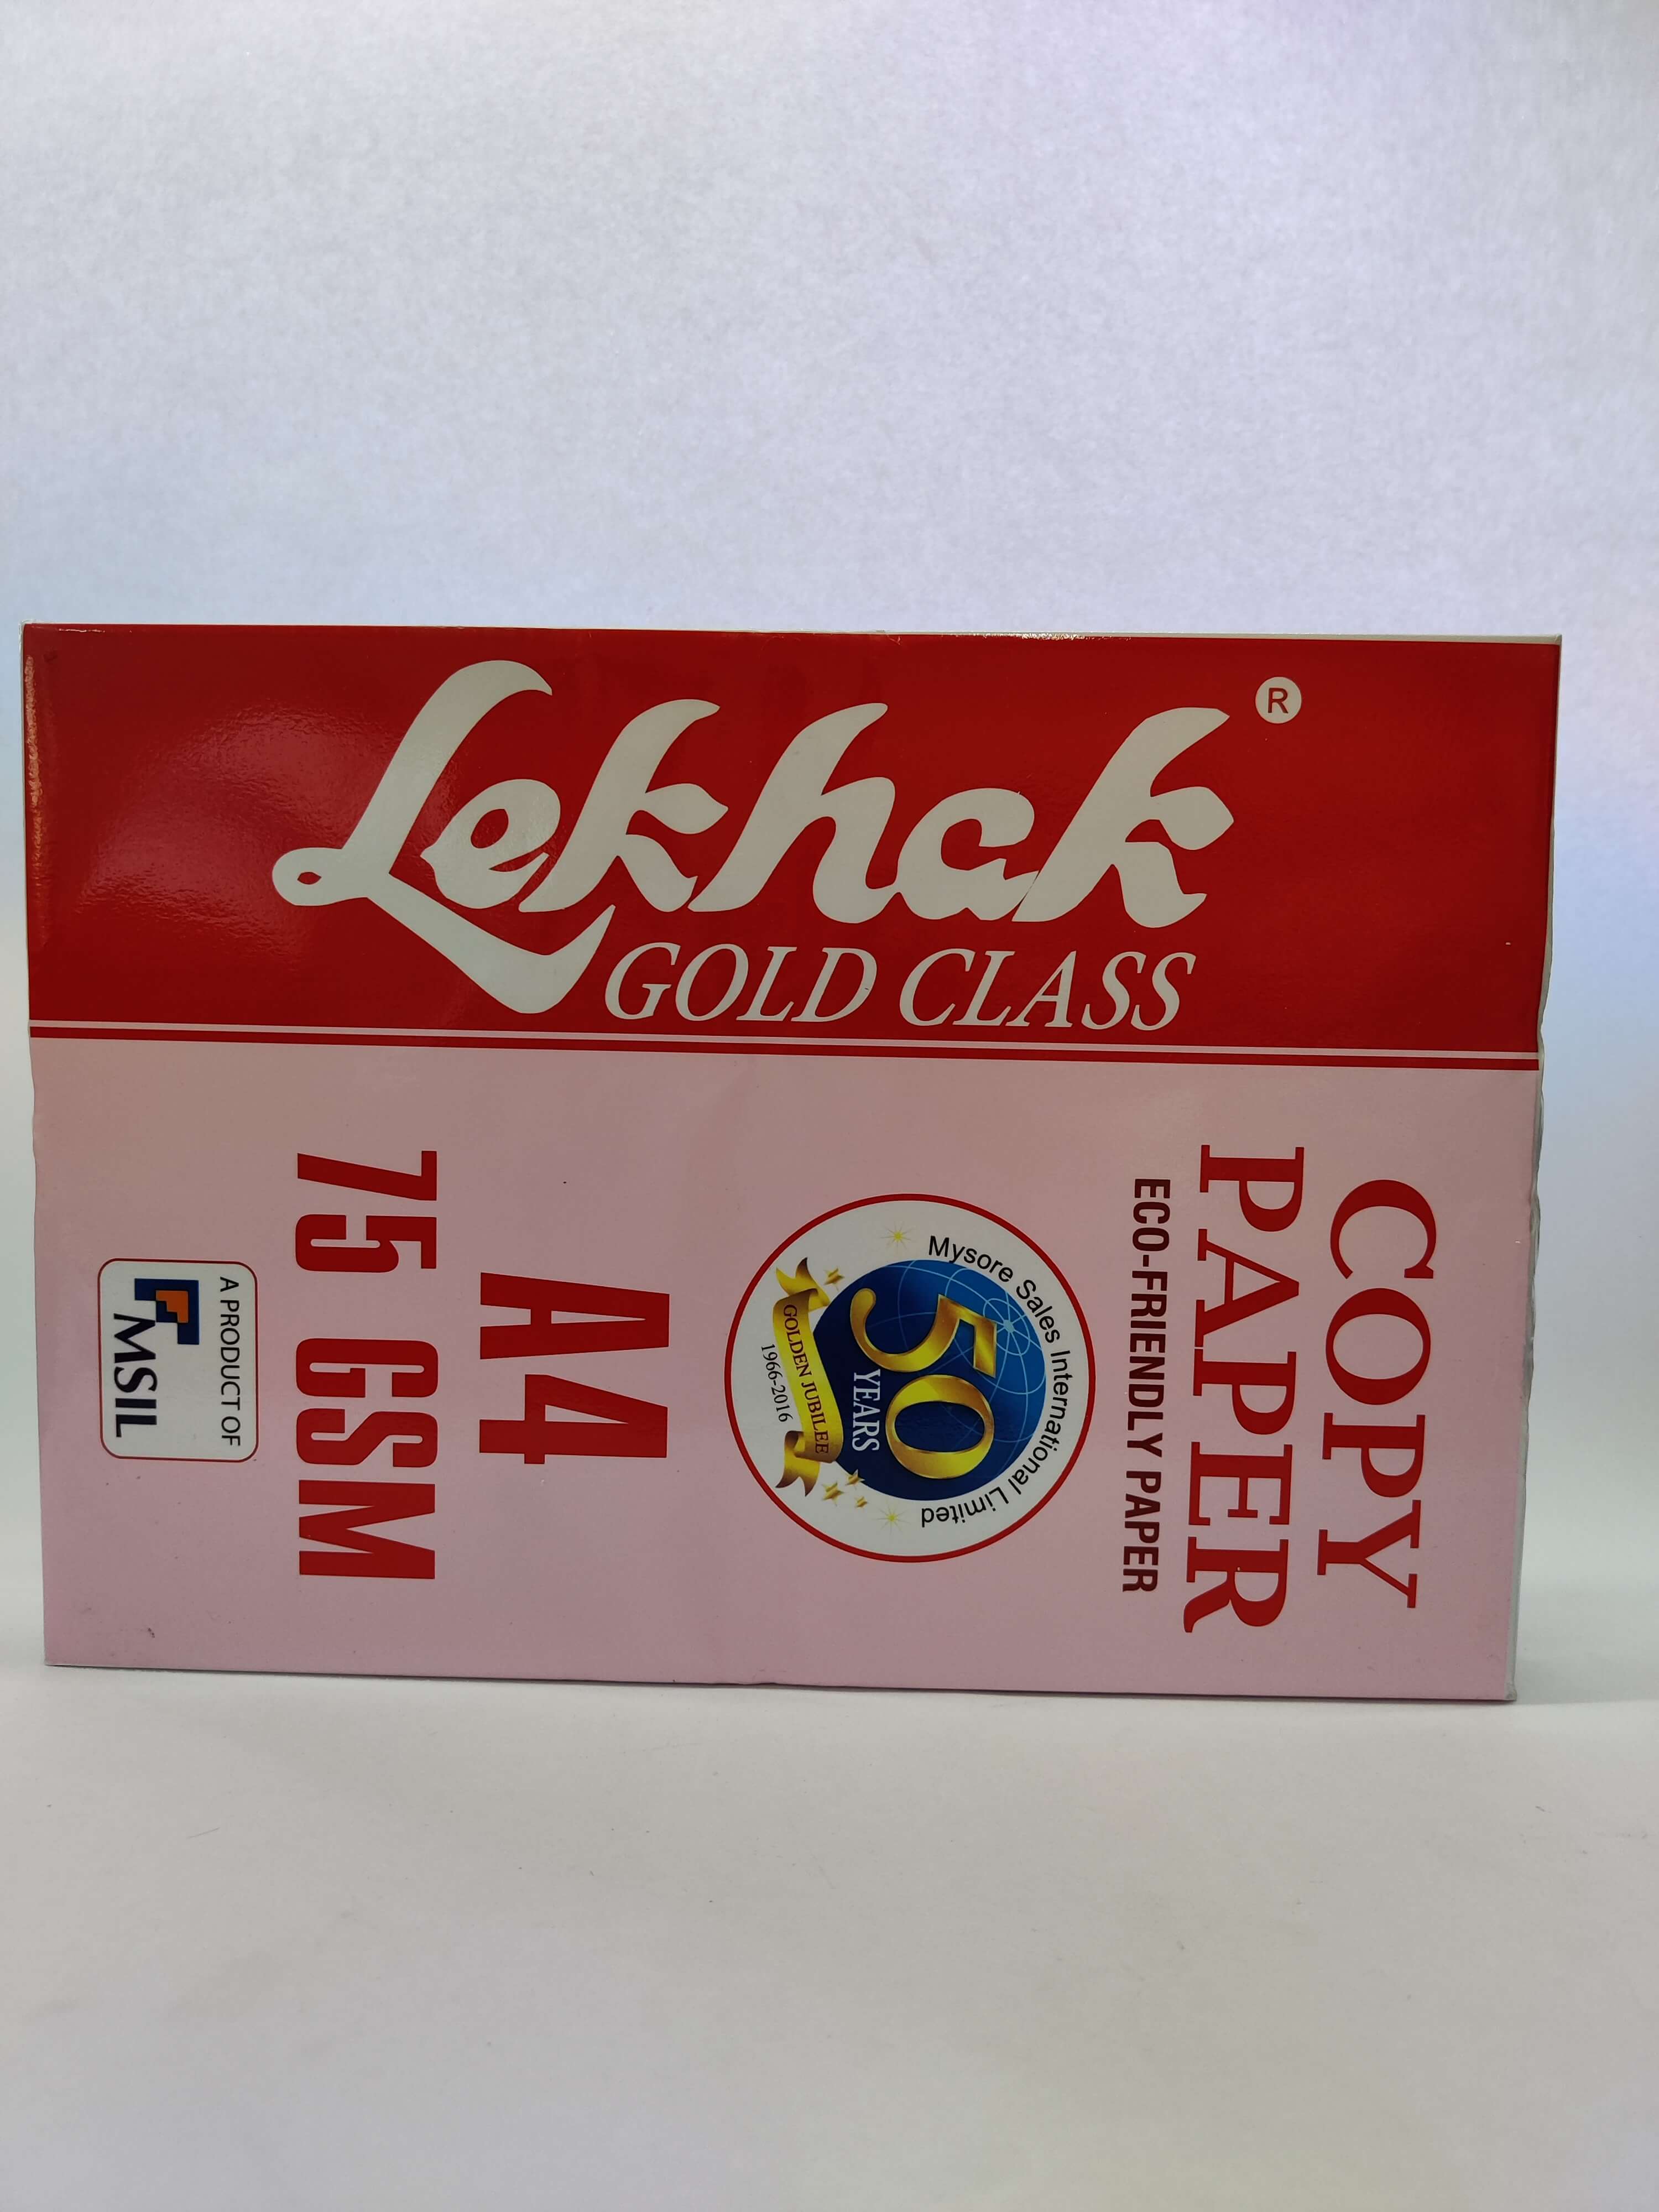 Lekhak ®
GOLD CLASS
COPY
PAPER
ECO-FRIENDLY PAPER
Mysore Sales International Limited
50
YEARS
GOLDEN JUBILEE
1966-2016
A4
75 GSM
A PRODUCT OF
MSIL